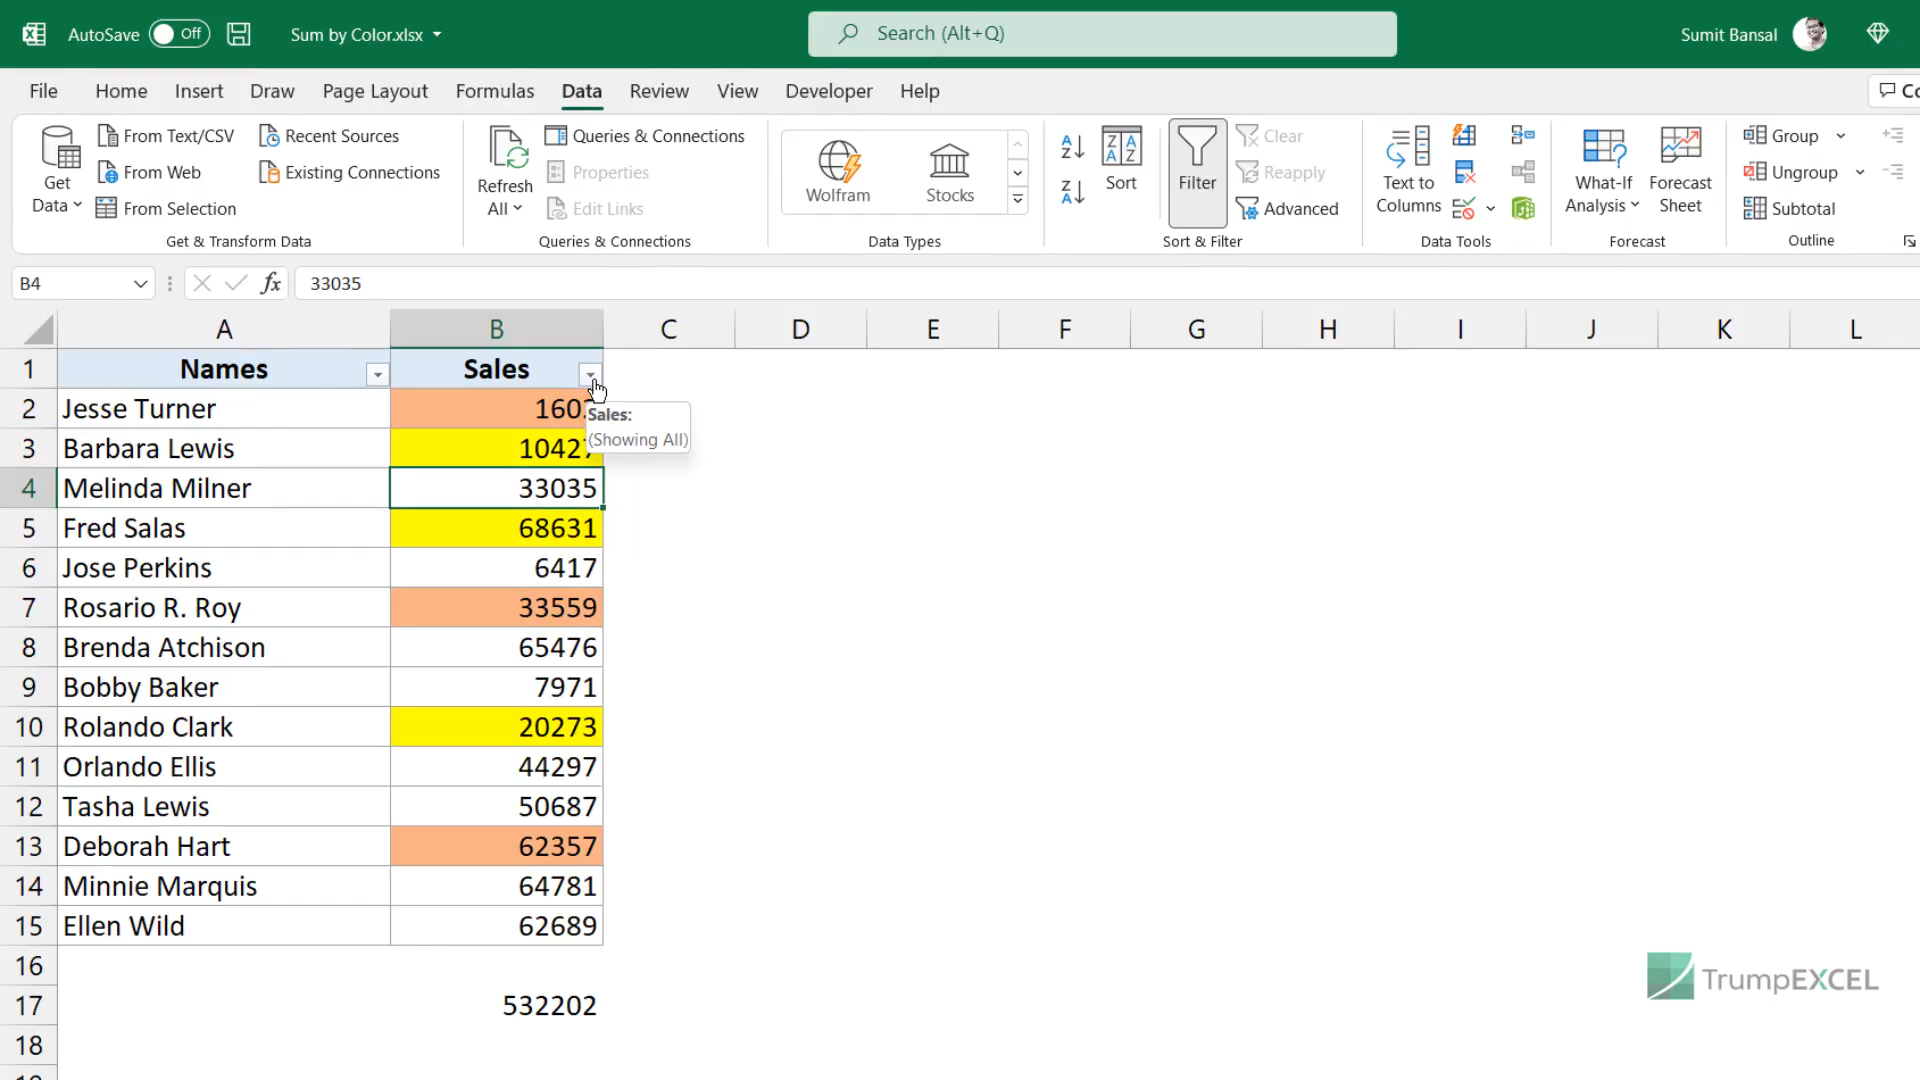 AutoSave Off Sum by Color.xlsx Search (Alt+Q) Sumit Bansal
File Home Insert Draw Page Layout Formulas Data Review View Developer Help
Get Data
From Text/CSV
From Web
From Selection
Recent Sources
Existing Connections
Get & Transform Data
Refresh All
Queries & Connections
Properties
Edit Links
Queries & Connections
Wolfram Stocks
Data Types
Sort
Filter
Clear
Reapply
Advanced
Sort & Filter
Text to Columns
Data Tools
What-If Analysis
Forecast Sheet
Forecast
Group
Ungroup
Subtotal
Outline
B4 fx 33035
A B C D E F G H I J K L
1 Names Sales
2 Jesse Turner
Sales:
(Showing All)
3 Barbara Lewis 10427
4 Melinda Milner 33035
5 Fred Salas 68631
6 Jose Perkins 6417
7 Rosario R. Roy 33559
8 Brenda Atchison 65476
9 Bobby Baker 7971
10 Rolando Clark 20273
11 Orlando Ellis 44297
12 Tasha Lewis 50687
13 Deborah Hart 62357
14 Minnie Marquis 64781
15 Ellen Wild 62689
16
17 532202
18
TrumpEXCEL